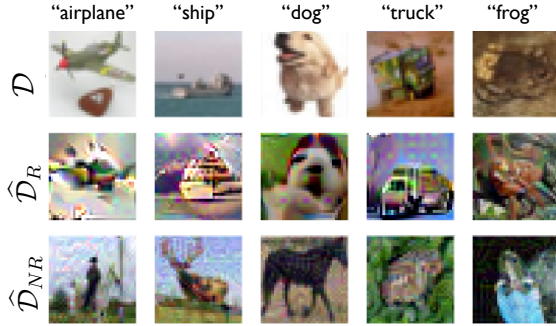 “airplane” “ship” “dog” “truck” “frog”
𝒟
𝒟̂_R
𝒟̂_NR